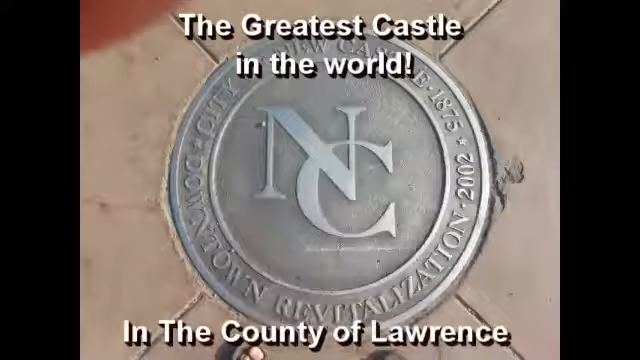 The Greatest Castle
in the world!
CITY OF NEW CASTLE · 1875 ★ 2002 ·
NC
DOWNTOWN REVITALIZATION
In The County of Lawrence